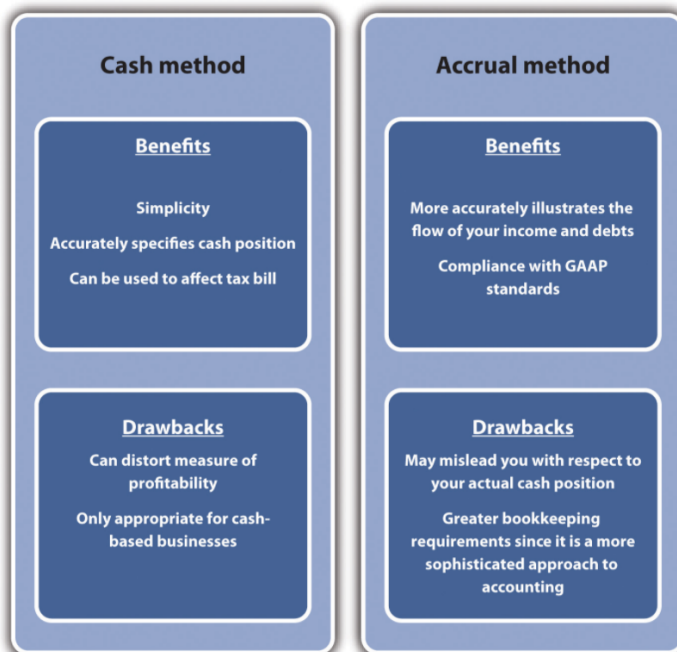 Cash method
Benefits
Simplicity
Accurately specifies cash position
Can be used to affect tax bill
Drawbacks
Can distort measure of
profitability
Only appropriate for cash-
based businesses
Accrual method
Benefits
More accurately illustrates the
flow of your income and debts
Compliance with GAAP
standards
Drawbacks
May mislead you with respect to
your actual cash position
Greater bookkeeping
requirements since it is a more
sophisticated approach to
accounting